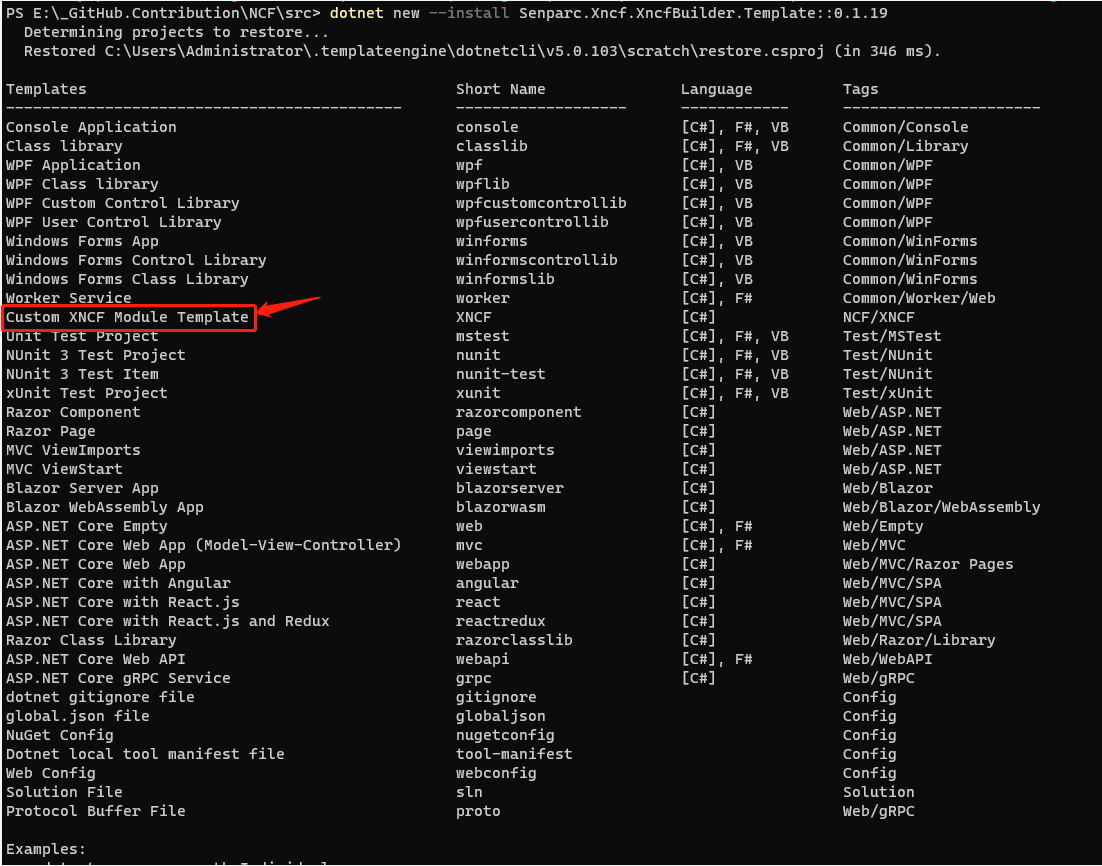 PS E:\_GitHub.Contribution\NCF\src> dotnet new --install Senparc.Xncf.XncfBuilder.Template::0.1.19
Determining projects to restore...
Restored C:\Users\Administrator\.templateengine\dotnetcli\v5.0.103\scratch\restore.csproj (in 346 ms).
Templates Short Name Language Tags
-------------------------------------------- ------------------- ------------ ----------------------
Console Application console [C#], F#, VB Common/Console
Class library classlib [C#], F#, VB Common/Library
WPF Application wpf [C#], VB Common/WPF
WPF Class library wpflib [C#], VB Common/WPF
WPF Custom Control Library wpfcustomcontrollib [C#], VB Common/WPF
WPF User Control Library wpfusercontrollib [C#], VB Common/WPF
Windows Forms App winforms [C#], VB Common/WinForms
Windows Forms Control Library winformscontrollib [C#], VB Common/WinForms
Windows Forms Class Library winformslib [C#], VB Common/WinForms
Worker Service worker [C#], F# Common/Worker/Web
Custom XNCF Module Template XNCF [C#] NCF/XNCF
Unit Test Project mstest [C#], F#, VB Test/MSTest
NUnit 3 Test Project nunit [C#], F#, VB Test/NUnit
NUnit 3 Test Item nunit-test [C#], F#, VB Test/NUnit
xUnit Test Project xunit [C#], F#, VB Test/xUnit
Razor Component razorcomponent [C#] Web/ASP.NET
Razor Page page [C#] Web/ASP.NET
MVC ViewImports viewimports [C#] Web/ASP.NET
MVC ViewStart viewstart [C#] Web/ASP.NET
Blazor Server App blazorserver [C#] Web/Blazor
Blazor WebAssembly App blazorwasm [C#] Web/Blazor/WebAssembly
ASP.NET Core Empty web [C#], F# Web/Empty
ASP.NET Core Web App (Model-View-Controller) mvc [C#], F# Web/MVC
ASP.NET Core Web App webapp [C#] Web/MVC/Razor Pages
ASP.NET Core with Angular angular [C#] Web/MVC/SPA
ASP.NET Core with React.js react [C#] Web/MVC/SPA
ASP.NET Core with React.js and Redux reactredux [C#] Web/MVC/SPA
Razor Class Library razorclasslib [C#] Web/Razor/Library
ASP.NET Core Web API webapi [C#], F# Web/WebAPI
ASP.NET Core gRPC Service grpc [C#] Web/gRPC
dotnet gitignore file gitignore Config
global.json file globaljson Config
NuGet Config nugetconfig Config
Dotnet local tool manifest file tool-manifest Config
Web Config webconfig Config
Solution File sln Solution
Protocol Buffer File proto Web/gRPC
Examples: